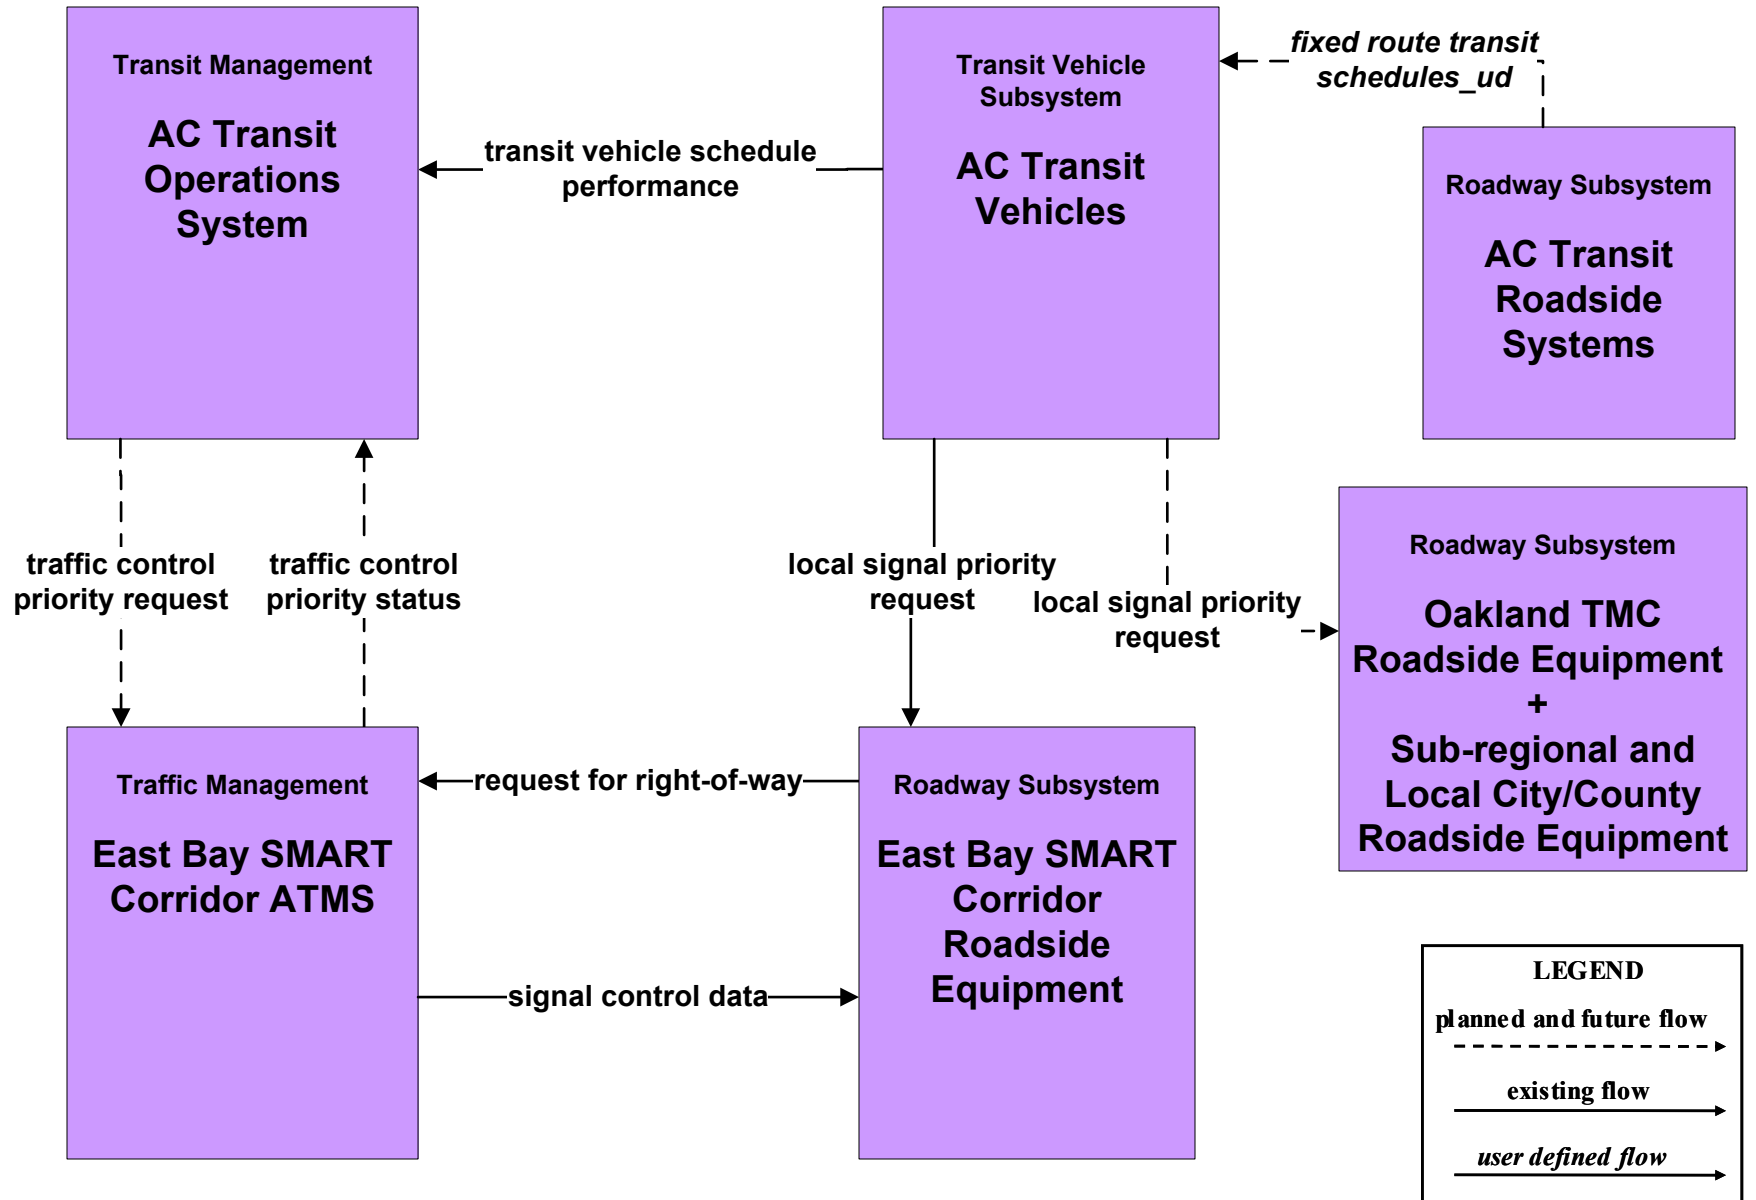 Transit Management
AC Transit
Operations
System
Transit Vehicle
Subsystem
AC Transit
Vehicles
fixed route transit
schedules_ud
Roadway Subsystem
AC Transit
Roadside
Systems
transit vehicle schedule
performance
traffic control
priority request
traffic control
priority status
local signal priority
request
local signal priority
request
Roadway Subsystem
Oakland TMC
Roadside Equipment
+
Sub-regional and
Local City/County
Roadside Equipment
Traffic Management
East Bay SMART
Corridor ATMS
request for right-of-way
signal control data
Roadway Subsystem
East Bay SMART
Corridor
Roadside
Equipment
LEGEND
planned and future flow
existing flow
user defined flow